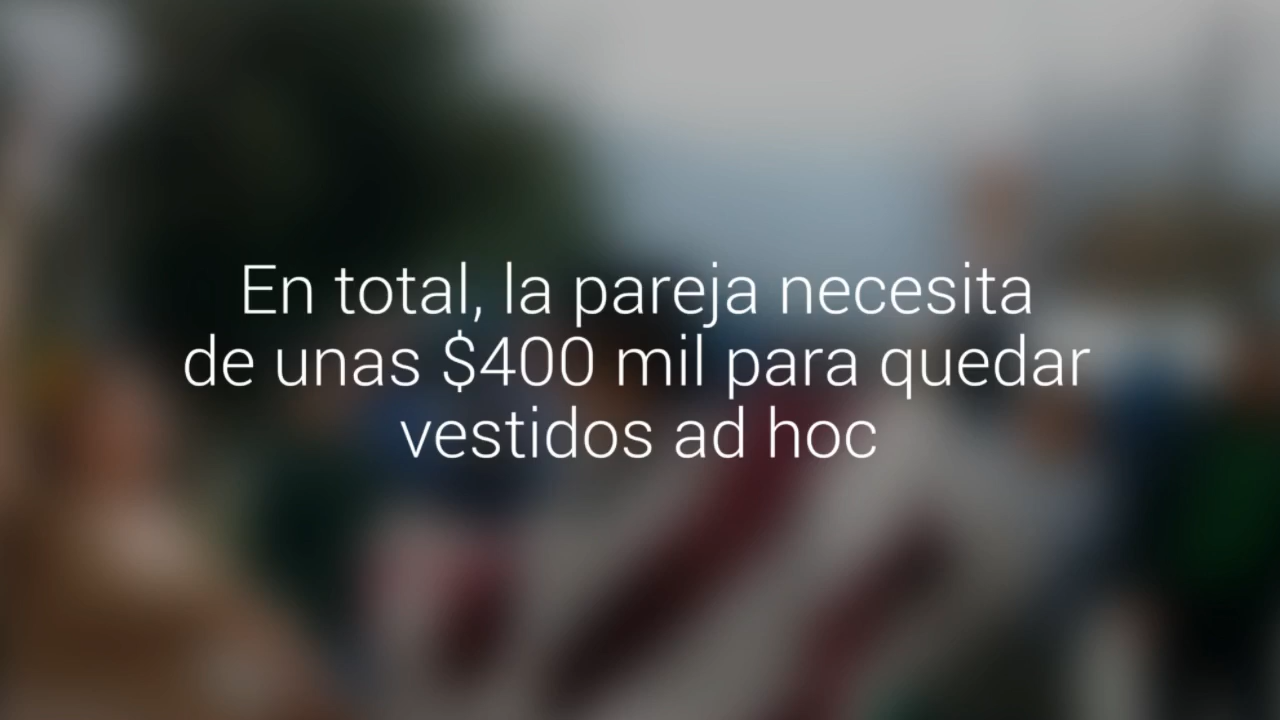 En total, la pareja necesita
de unas $400 mil para quedar
vestidos ad hoc